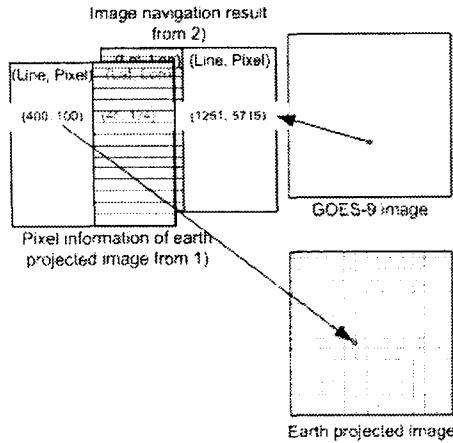 Image navigation result
from 2)
(Line, Pixel)
(Line, Pixel)
(400, 100)
(1251, 5715)
GOES-9 image
Pixel information of earth
projected image from 1)
Earth projected image